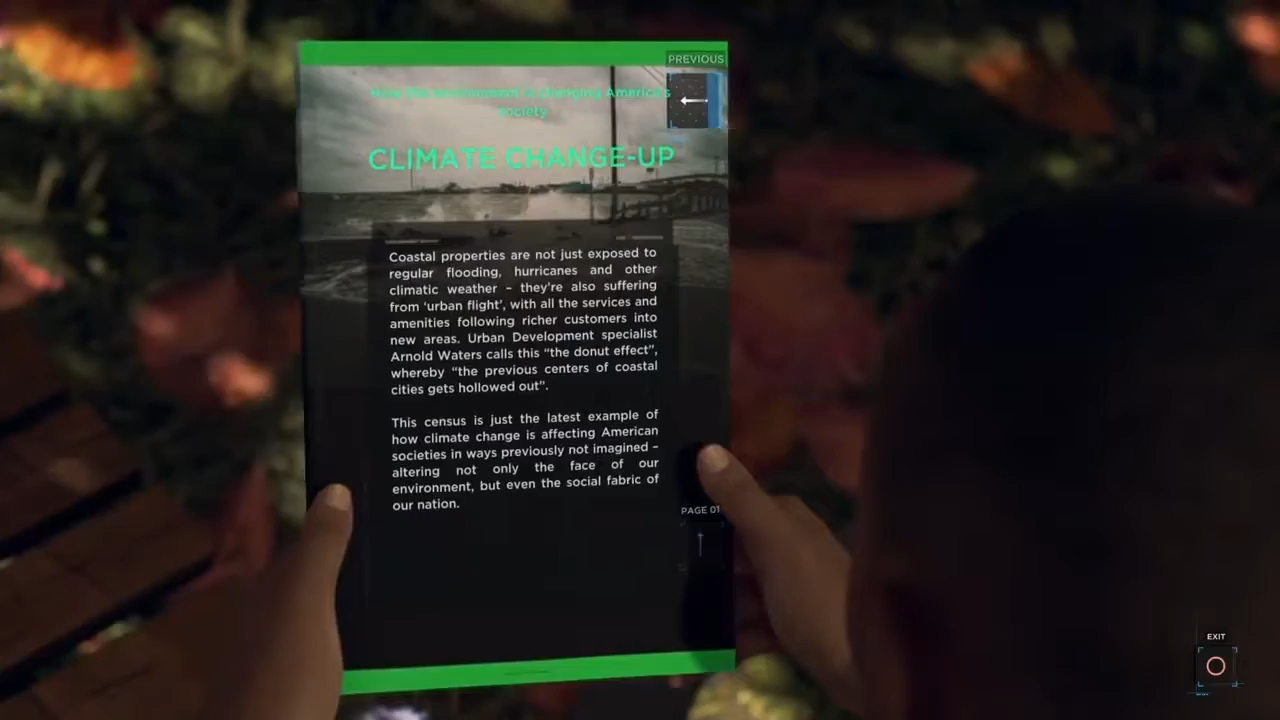 PREVIOUS
How the environment is changing America's
society
CLIMATE CHANGE-UP
Coastal properties are not just exposed to
regular flooding, hurricanes and other
climatic weather – they're also suffering
from 'urban flight', with all the services and
amenities following richer customers into
new areas. Urban Development specialist
Arnold Waters calls this "the donut effect",
whereby "the previous centers of coastal
cities gets hollowed out".
This census is just the latest example of
how climate change is affecting American
societies in ways previously not imagined –
altering not only the face of our
environment, but even the social fabric of
our nation.
PAGE 01
EXIT